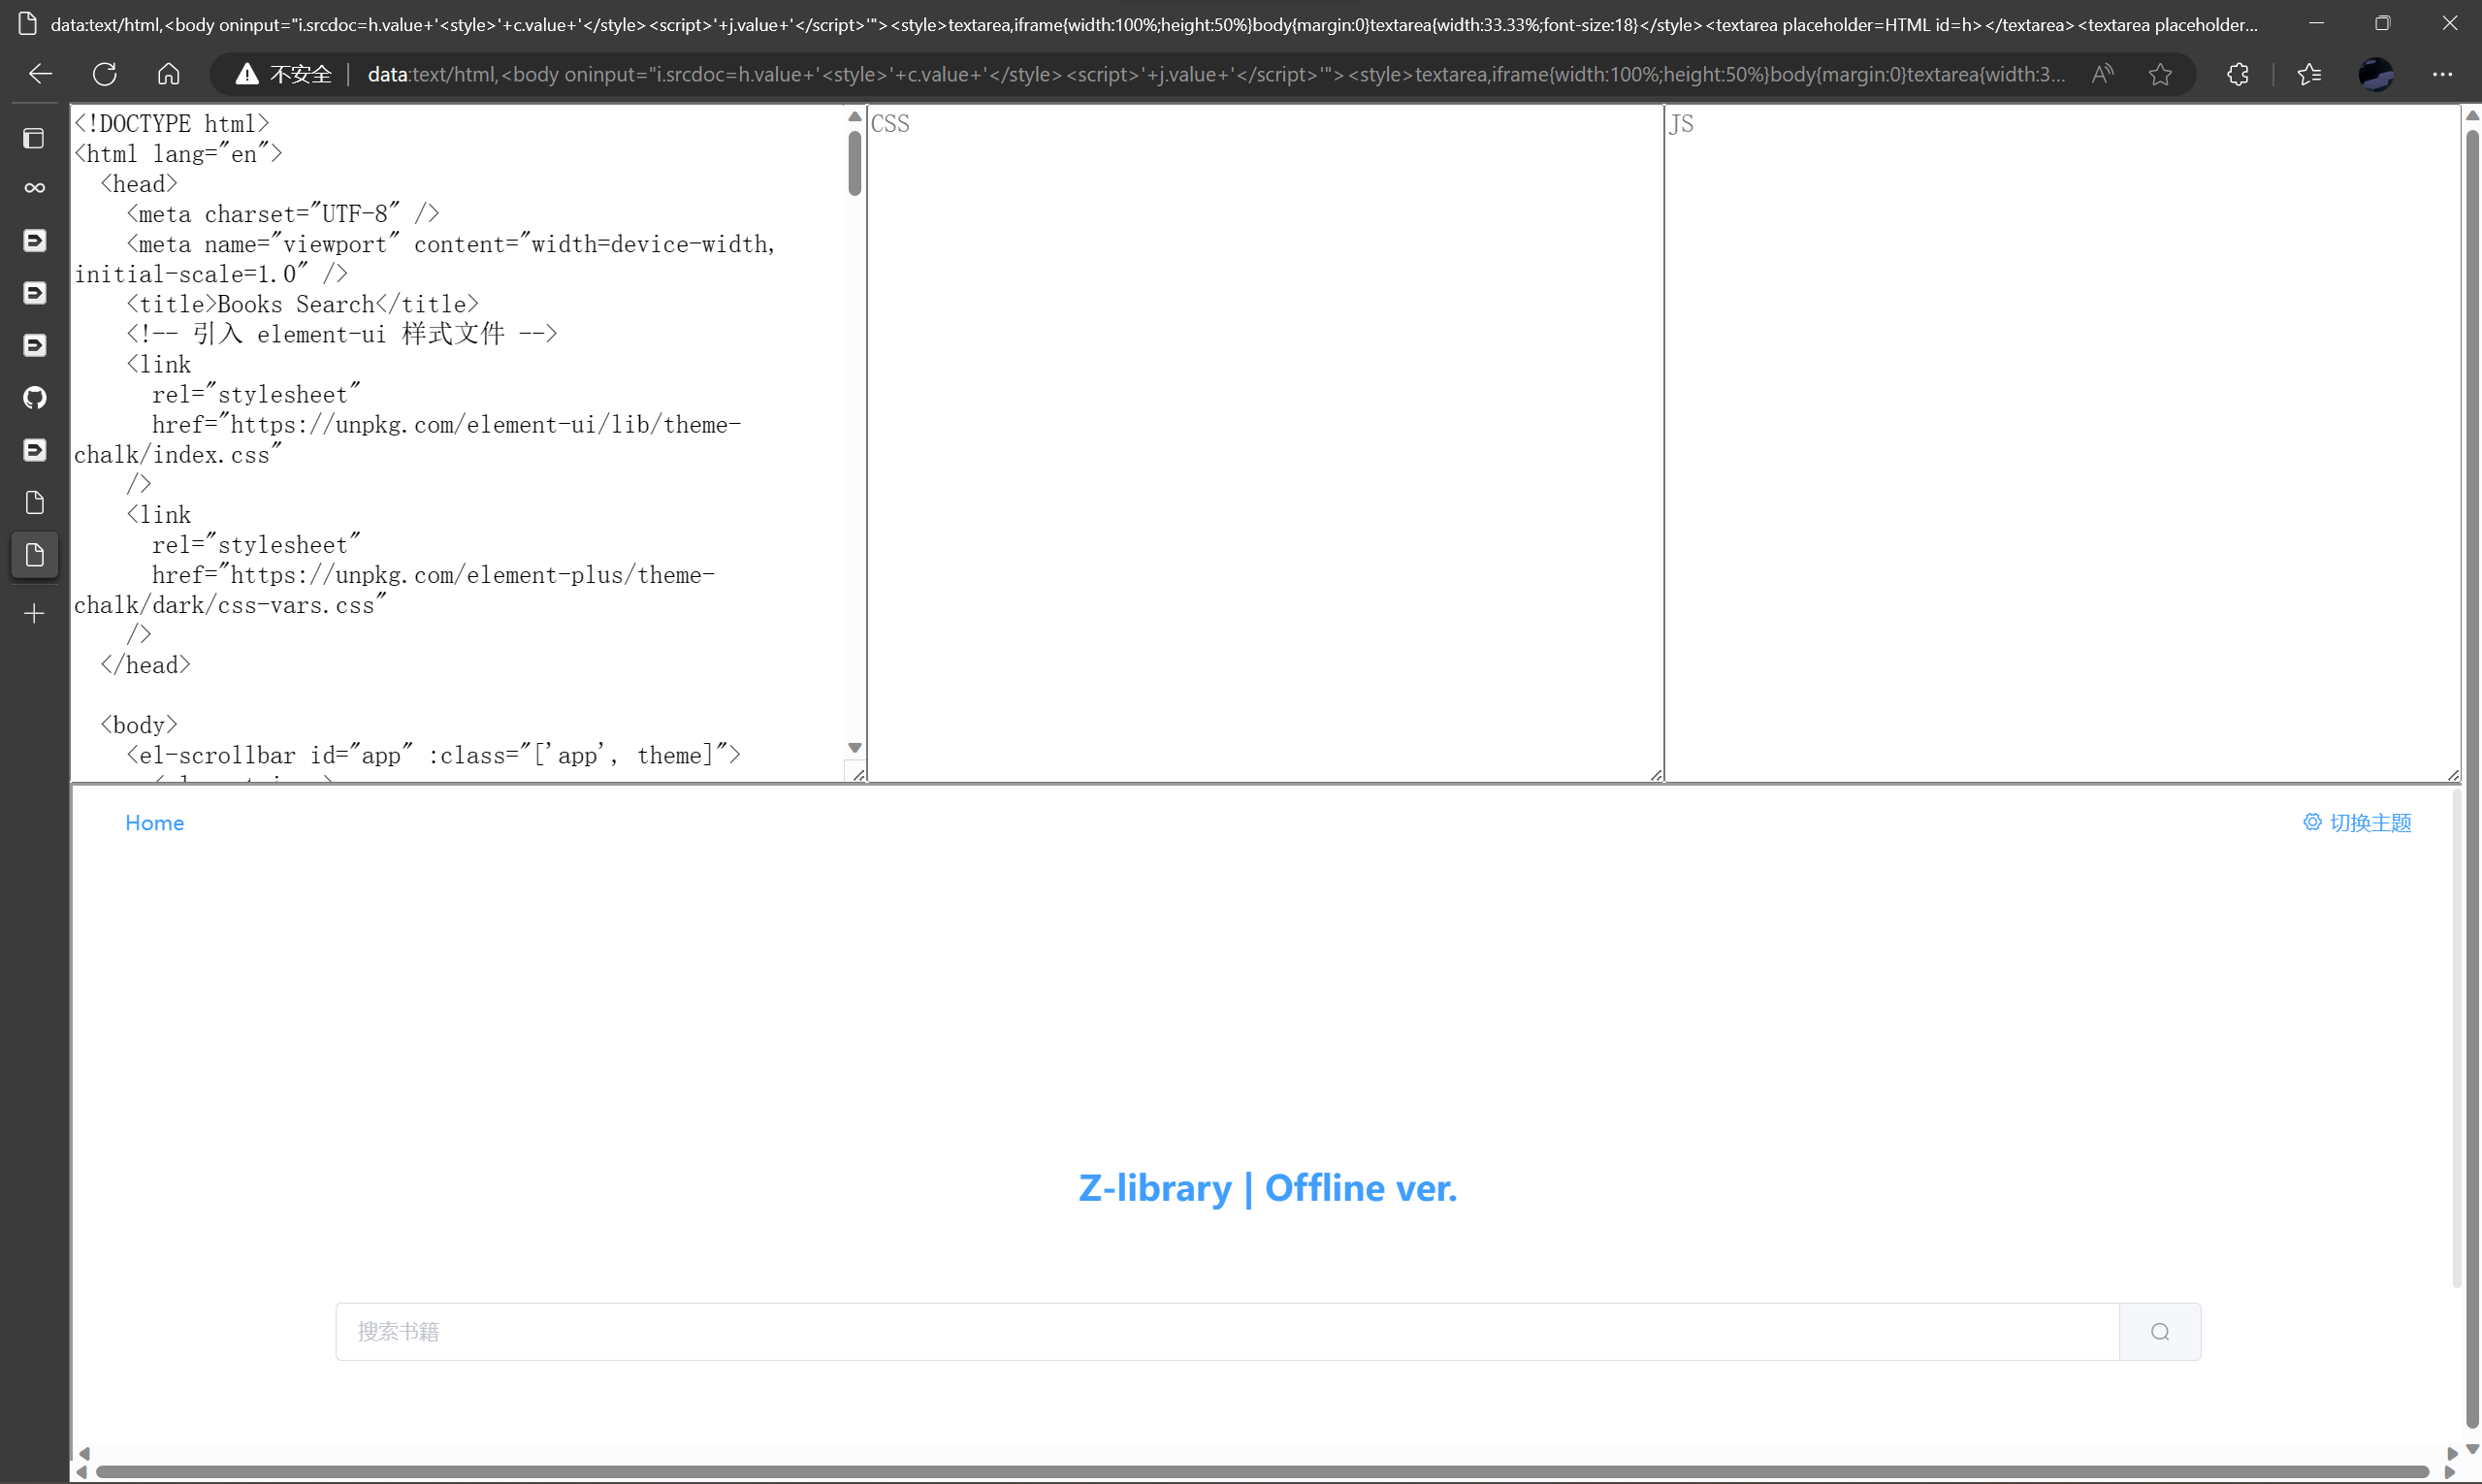 data:text/html,<body oninput="i.srcdoc=h.value+'<style>'+c.value+'</style><script>'+j.value+'</script>'"><style>textarea,iframe{width:100%;height:50%}body{margin:0}textarea{width:33.33%;font-size:18}</style><textarea placeholder=HTML id=h></textarea><textarea placeholder...
不安全
data:text/html,<body oninput="i.srcdoc=h.value+'<style>'+c.value+'</style><script>'+j.value+'</script>'"><style>textarea,iframe{width:100%;height:50%}body{margin:0}textarea{width:3...
<!DOCTYPE html>
<html lang="en">
<head>
<meta charset="UTF-8" />
<meta name="viewport" content="width=device-width,
initial-scale=1.0" />
<title>Books Search</title>
<!-- 引入 element-ui 样式文件 -->
<link
rel="stylesheet"
href="https://unpkg.com/element-ui/lib/theme-
chalk/index.css"
/>
<link
rel="stylesheet"
href="https://unpkg.com/element-plus/theme-
chalk/dark/css-vars.css"
/>
</head>
<body>
<el-scrollbar id="app" :class="['app', theme]">
CSS
JS
Home
切换主题
Z-library | Offline ver.
搜索书籍